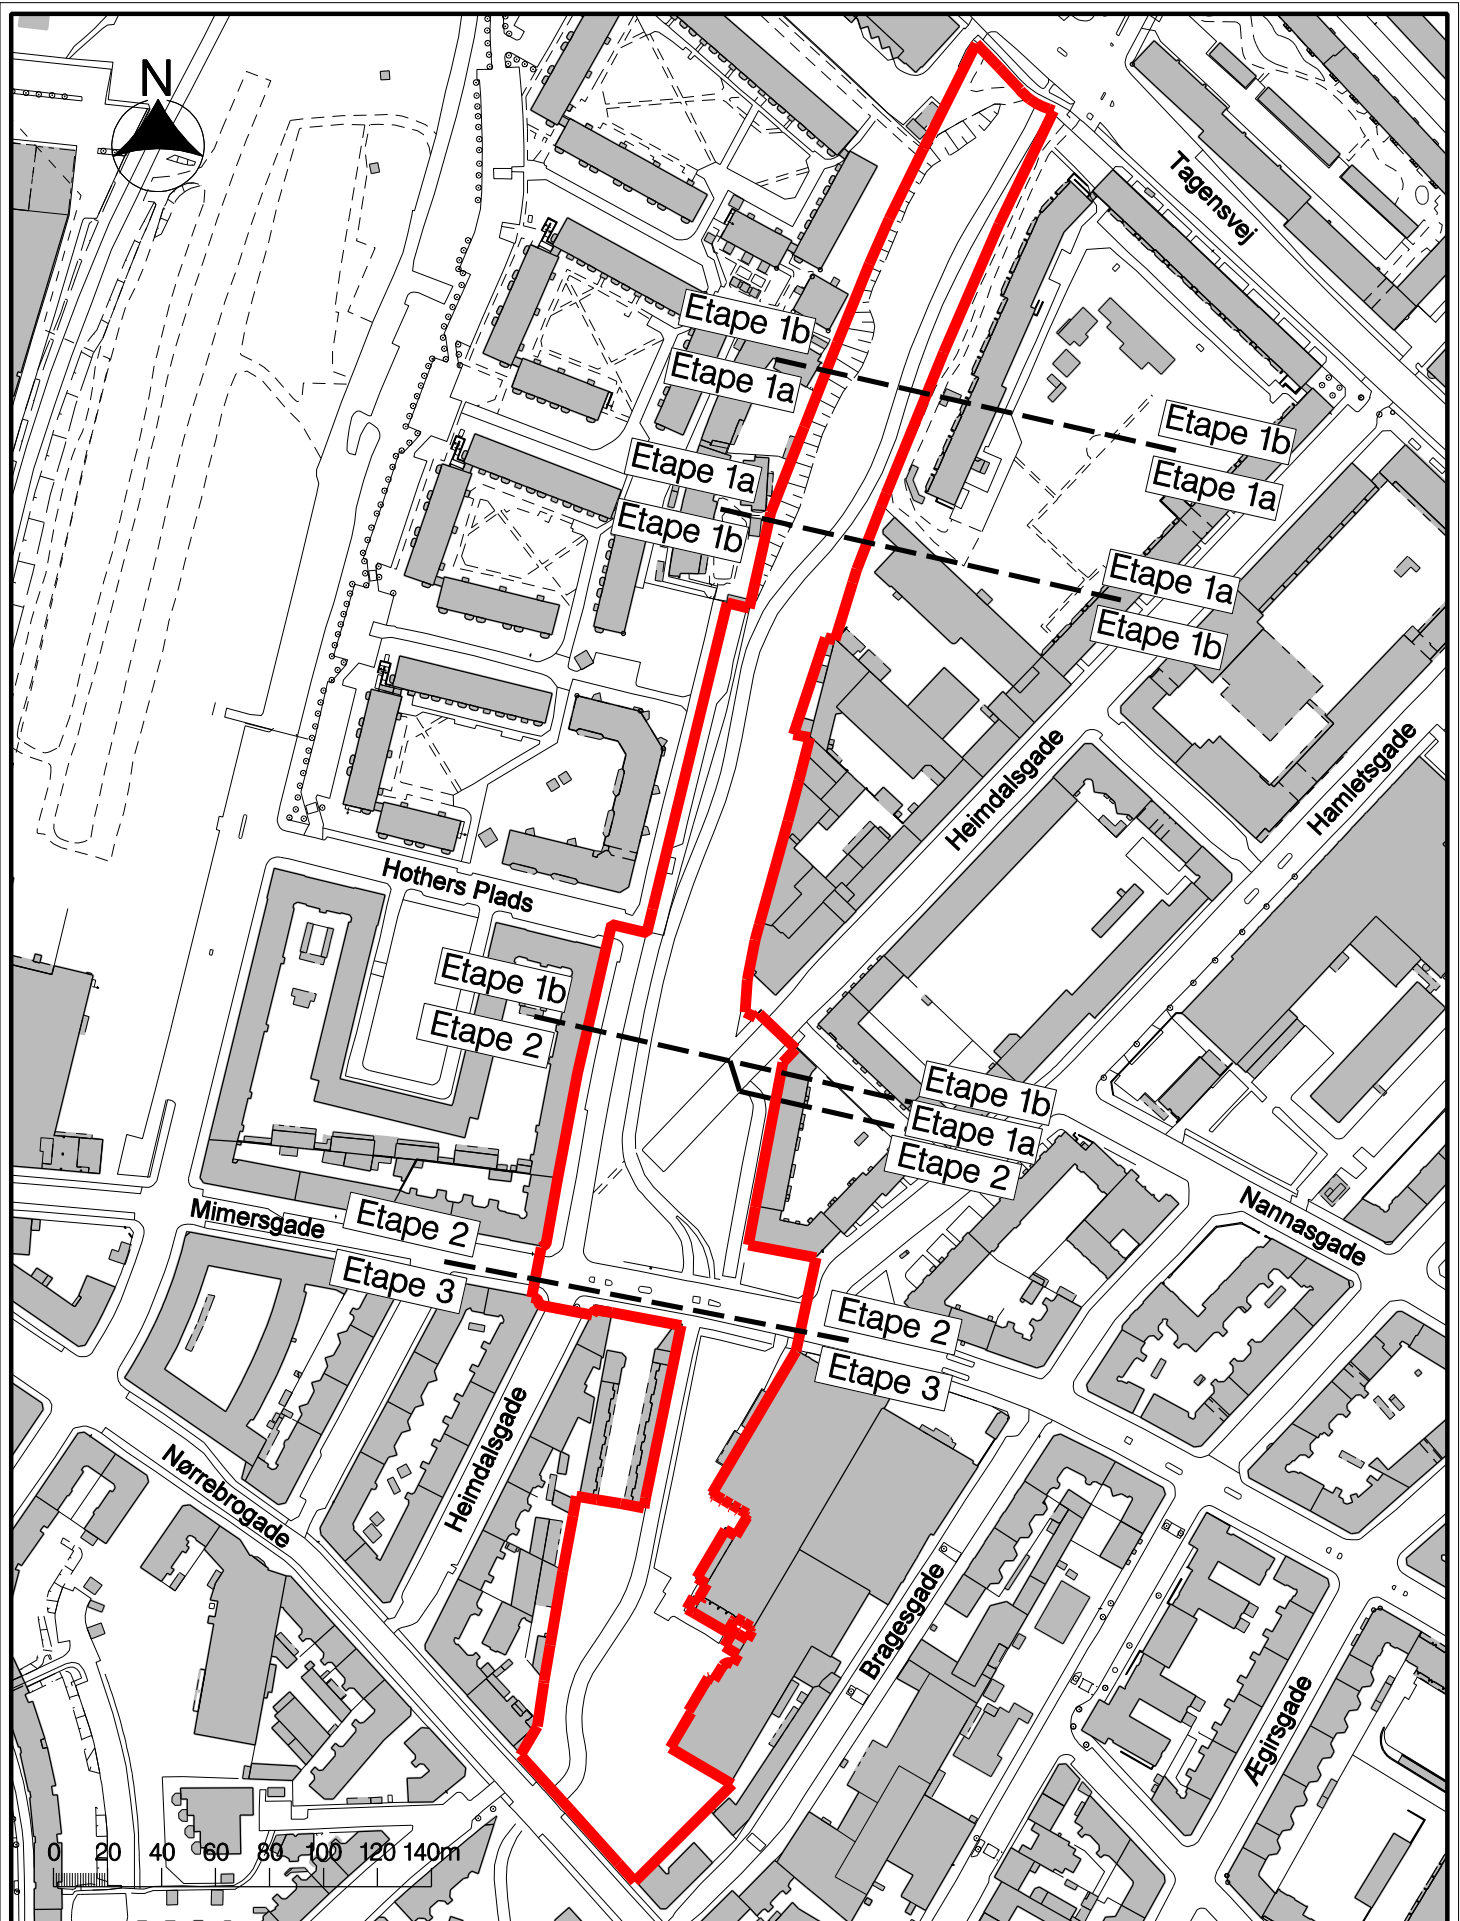 N
Tagensvej
Etape 1b
Etape 1a
Etape 1b
Etape 1a
Etape 1a
Etape 1b
Etape 1a
Etape 1b
Heimdalsgade
Hamletsgade
Hothers Plads
Etape 1b
Etape 2
Etape 1b
Etape 1a
Etape 2
Mimersgade
Etape 2
Etape 3
Nannasgade
Etape 2
Etape 3
Heimdalsgade
Nørrebrogade
Bragesgade
Ægirsgade
0 20 40 60 80 100 120 140m